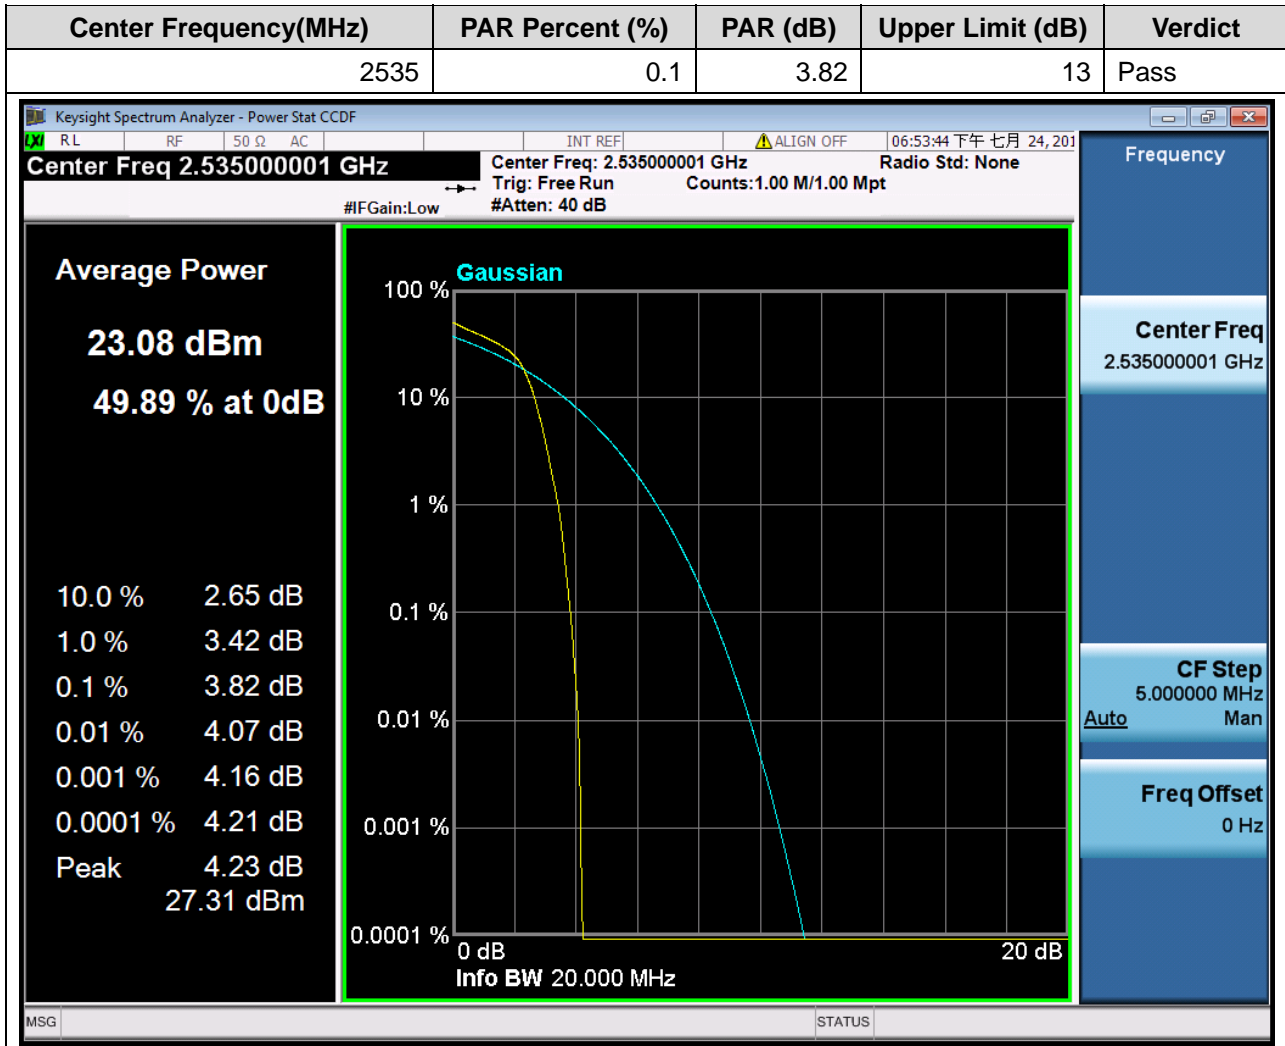 Center Frequency(MHz) PAR Percent (%) PAR (dB) Upper Limit (dB) Verdict
2535 0.1 3.82 13 Pass
Keysight Spectrum Analyzer - Power Stat CCDF
LXI RL RF 50 Ω AC INT REF ALIGN OFF 06:53:44 下午 七月 24, 201
Center Freq 2.535000001 GHz
#IFGain:Low
Center Freq: 2.535000001 GHz Radio Std: None
Trig: Free Run Counts:1.00 M/1.00 Mpt
#Atten: 40 dB
Average Power
23.08 dBm
49.89 % at 0dB
10.0 % 2.65 dB
1.0 % 3.42 dB
0.1 % 3.82 dB
0.01 % 4.07 dB
0.001 % 4.16 dB
0.0001 % 4.21 dB
Peak 4.23 dB
27.31 dBm
Gaussian
100 %
10 %
1 %
0.1 %
0.01 %
0.001 %
0.0001 %
0 dB 20 dB
Info BW 20.000 MHz
Frequency
Center Freq
2.535000001 GHz
CF Step
5.000000 MHz
Auto Man
Freq Offset
0 Hz
MSG STATUS